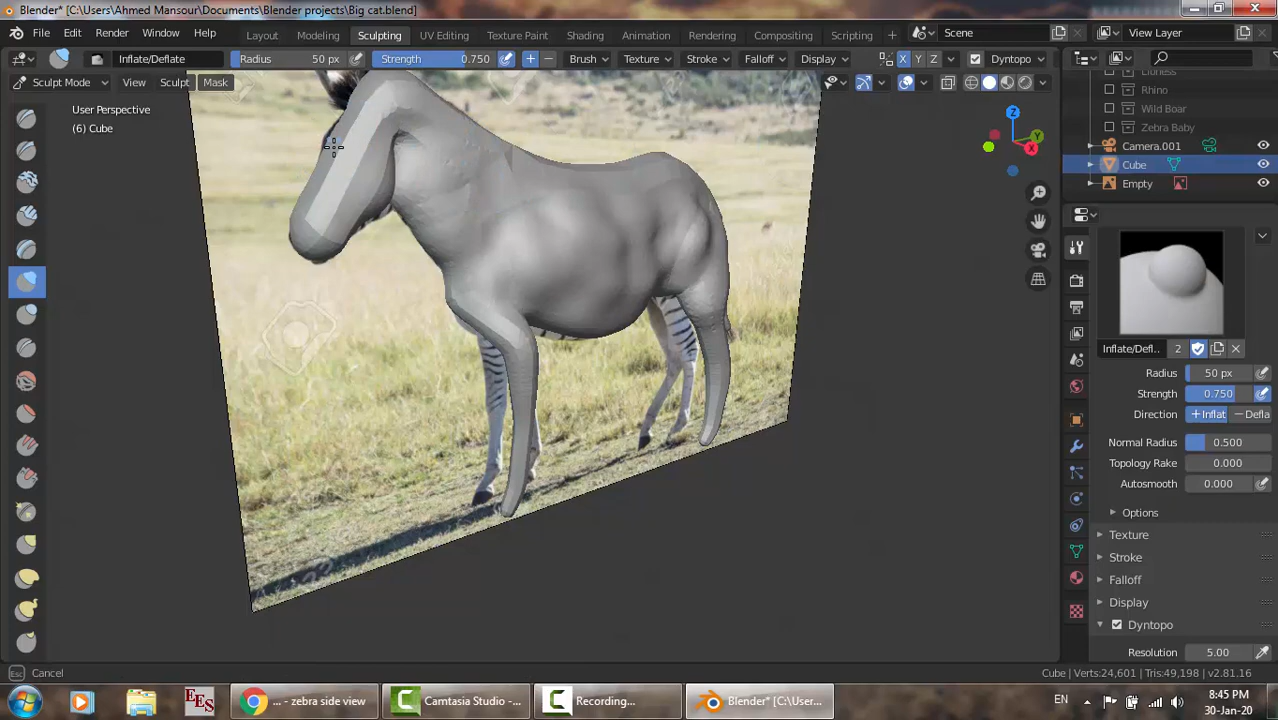 Blender* [C:\Users\Ahmed Mansour\Documents\Blender projects\Big cat.blend]
File Edit Render Window Help Layout Modeling Sculpting UV Editing Texture Paint Shading Animation Rendering Compositing Scripting + Scene View Layer
Inflate/Deflate Radius 50 px Strength 0.750 Brush Texture Stroke Falloff Display X Y Z Dyntopo
Sculpt Mode View Sculpt Mask
User Perspective
(6) Cube
Lioness
Rhino
Wild Boar
Zebra Baby
Camera.001
Cube
Empty
Z
Y
X
Inflate/Defl.. 2
Radius 50 px
Strength 0.750
Direction + Inflat — Defla
Normal Radius 0.500
Topology Rake 0.000
Autosmooth 0.000
Options
Texture
Stroke
Falloff
Display
Dyntopo
Resolution 5.00
Esc Cancel
Cube | Verts:24,601 | Tris:49,198 | v2.81.16
EES ... - zebra side view Camtasia Studio -... Recording... Blender* [C:\User... EN 8:45 PM
30-Jan-20